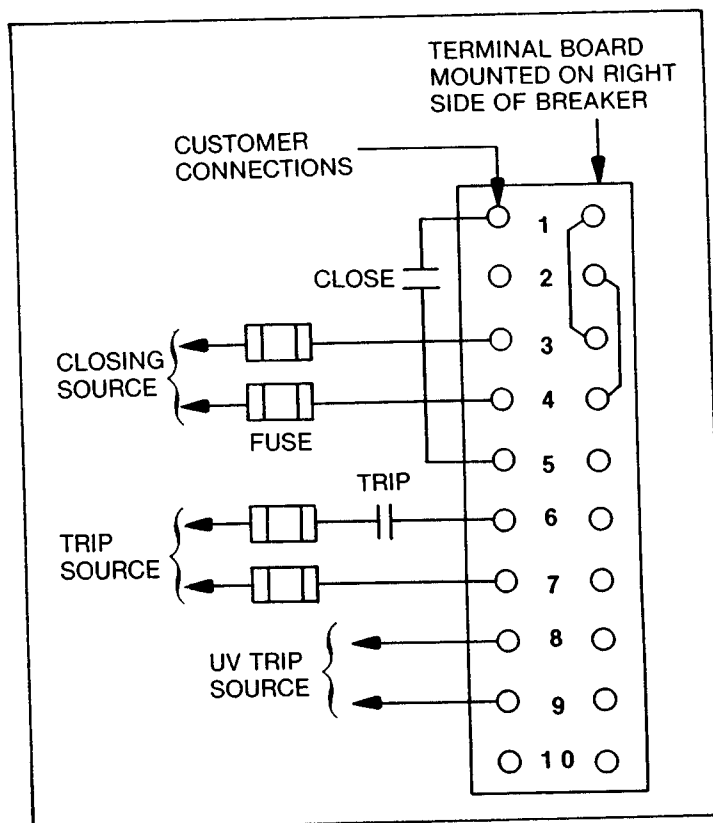 TERMINAL BOARD
MOUNTED ON RIGHT
SIDE OF BREAKER
CUSTOMER
CONNECTIONS
1
CLOSE
2
CLOSING
SOURCE
3
4
FUSE
5
TRIP
6
TRIP
SOURCE
7
UV TRIP
SOURCE
8
9
10